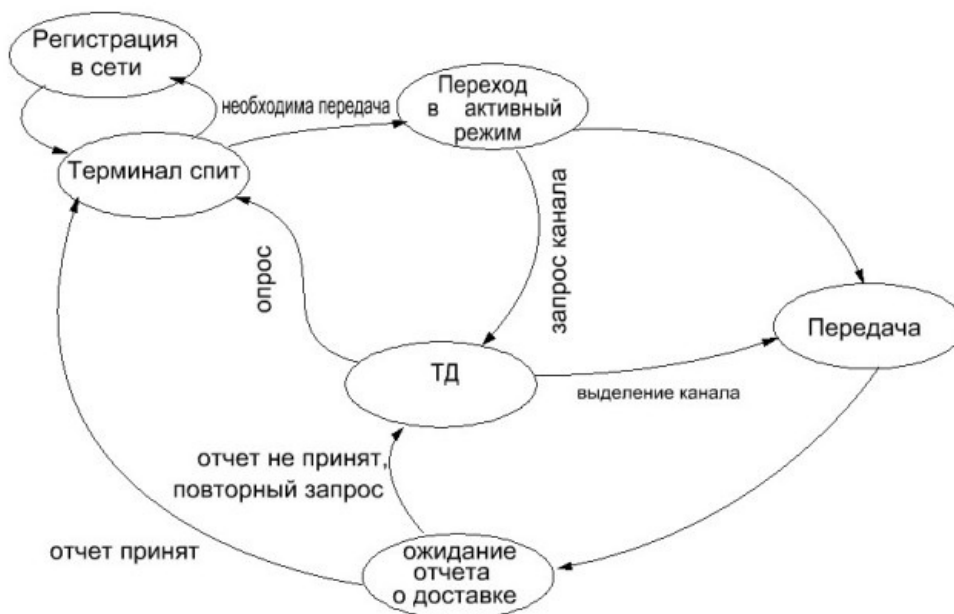 Регистрация
в сети
необходима передача
Переход
в активный
режим
Терминал спит
опрос
запрос канала
Передача
ТД
выделение канала
отчет не принят,
повторный запрос
отчет принят
ожидание
отчета
о доставке